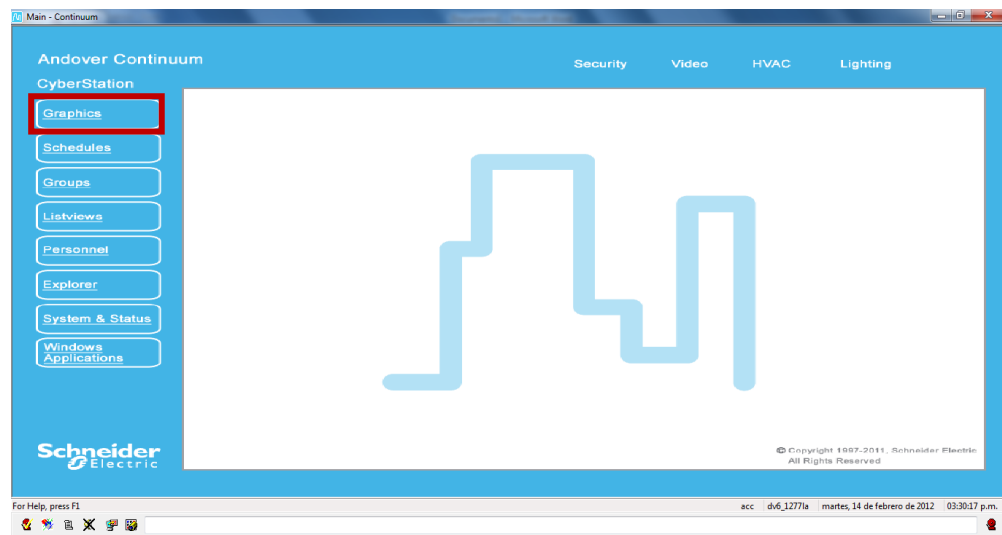 Main - Continuum
Andover Continuum
CyberStation
Security Video HVAC Lighting
Graphics
Schedules
Groups
Listviews
Personnel
Explorer
System & Status
Windows
Applications
Schneider
Electric
© Copyright 1997-2011, Schneider Electric
All Rights Reserved
For Help, press F1
acc dv6_1277la martes, 14 de febrero de 2012 03:30:17 p.m.